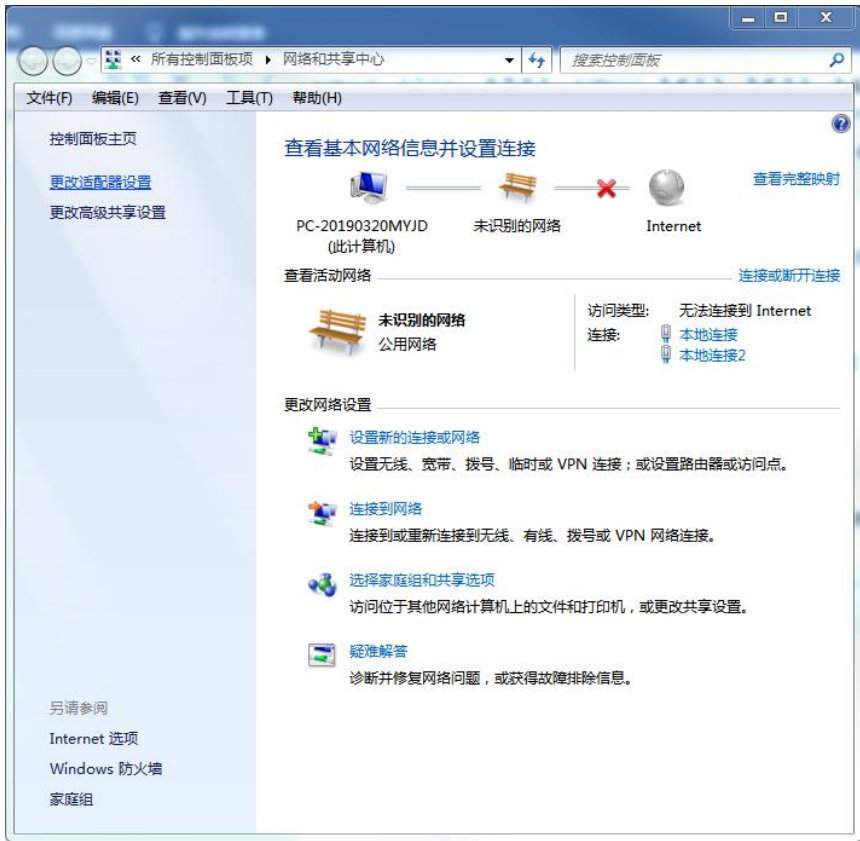 « 所有控制面板项 ▸ 网络和共享中心
搜索控制面板
文件(F) 编辑(E) 查看(V) 工具(T) 帮助(H)
控制面板主页
更改适配器设置
更改高级共享设置
查看基本网络信息并设置连接
查看完整映射
PC-20190320MYJD
(此计算机)
未识别的网络
Internet
查看活动网络
连接或断开连接
未识别的网络
公用网络
访问类型: 无法连接到 Internet
连接: 本地连接
本地连接2
更改网络设置
设置新的连接或网络
设置无线、宽带、拨号、临时或 VPN 连接；或设置路由器或访问点。
连接到网络
连接到或重新连接到无线、有线、拨号或 VPN 网络连接。
选择家庭组和共享选项
访问位于其他网络计算机上的文件和打印机，或更改共享设置。
疑难解答
诊断并修复网络问题，或获得故障排除信息。
另请参阅
Internet 选项
Windows 防火墙
家庭组